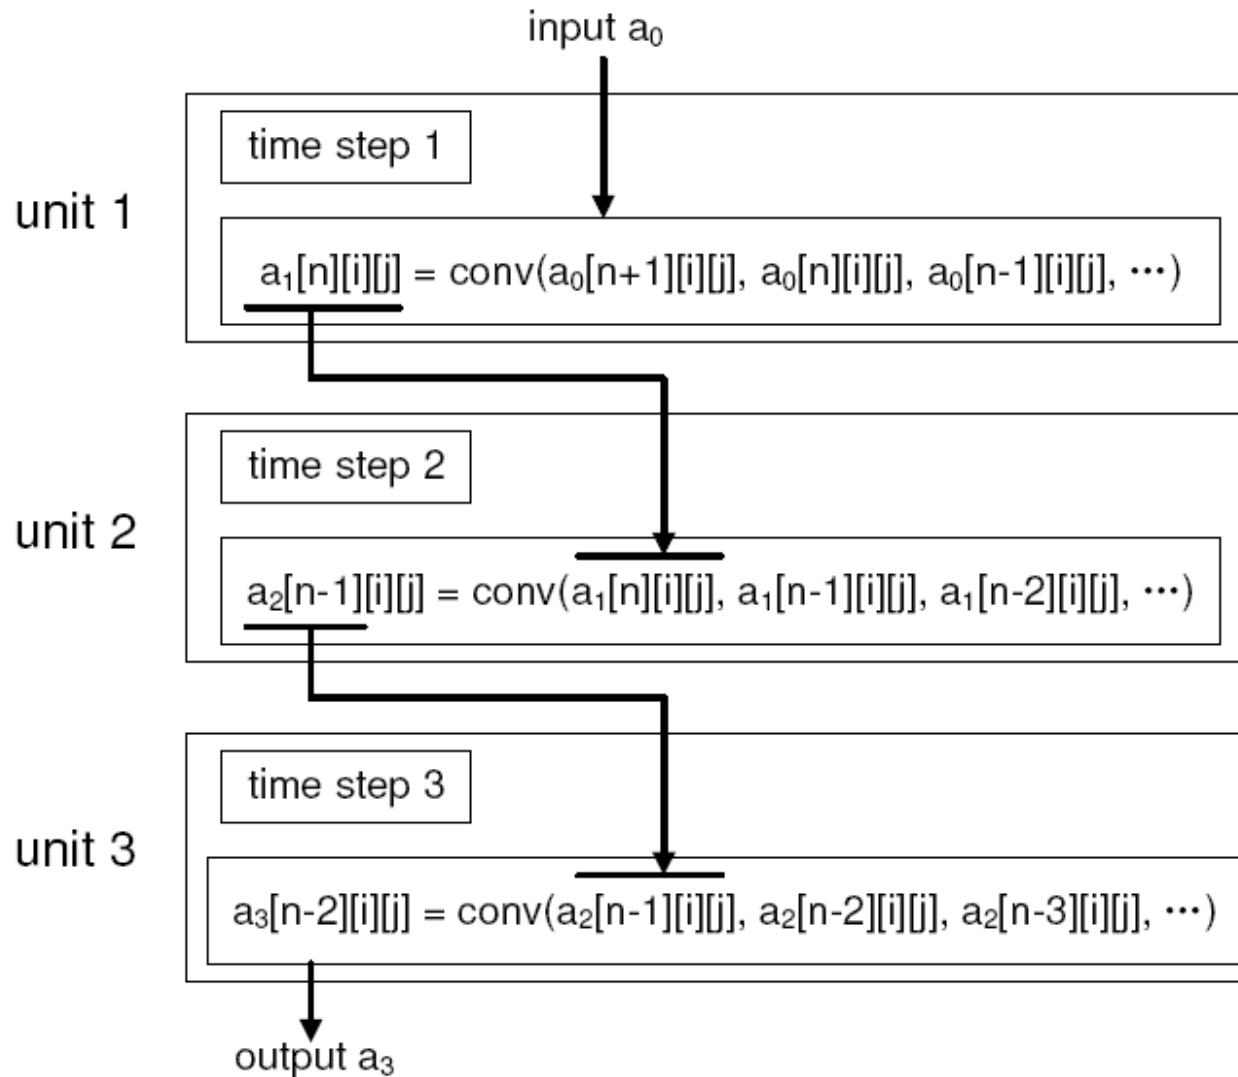 input a₀
time step 1
unit 1
a₁[n][i][j] = conv(a₀[n+1][i][j], a₀[n][i][j], a₀[n-1][i][j], ⋯)
time step 2
unit 2
a₂[n-1][i][j] = conv(a₁[n][i][j], a₁[n-1][i][j], a₁[n-2][i][j], ⋯)
time step 3
unit 3
a₃[n-2][i][j] = conv(a₂[n-1][i][j], a₂[n-2][i][j], a₂[n-3][i][j], ⋯)
output a₃